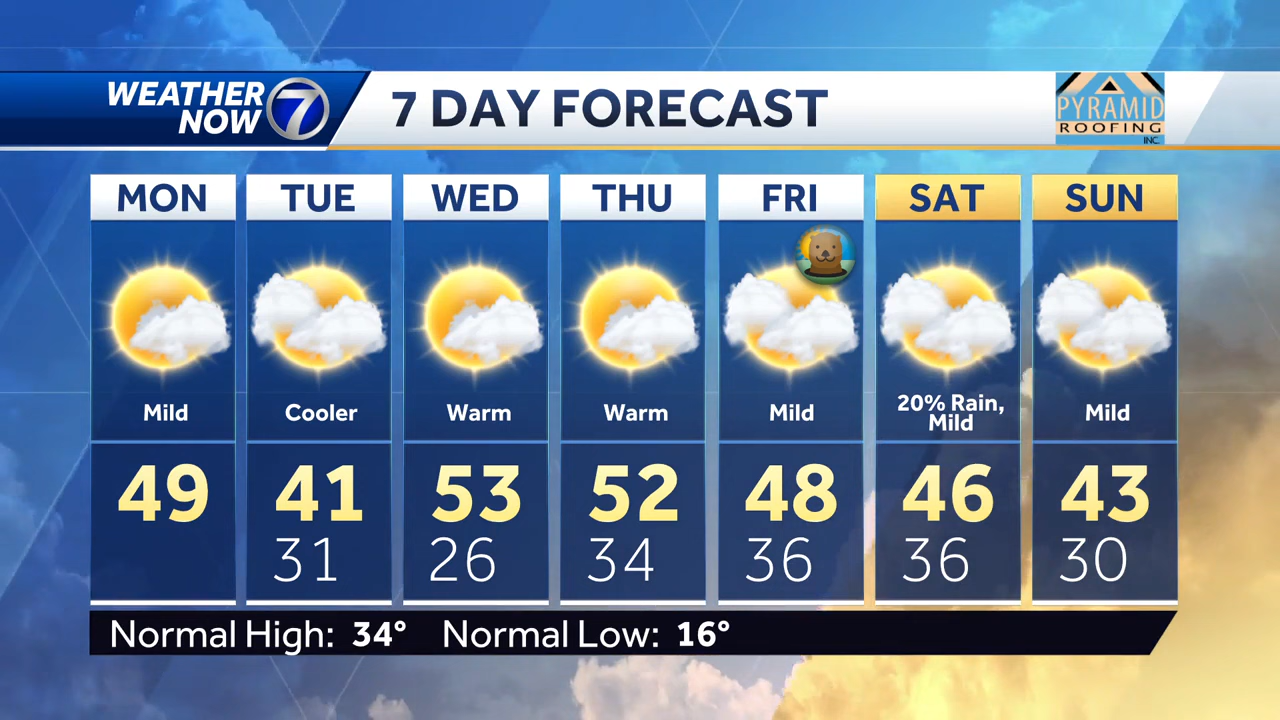 WEATHER
NOW
7
7 DAY FORECAST
PYRAMID
ROOFING
INC
MON TUE WED THU FRI SAT SUN
Mild Cooler Warm Warm Mild 20% Rain, Mild
Mild
49 41 53 52 48 46 43
31 26 34 36 36 30
Normal High: 34° Normal Low: 16°